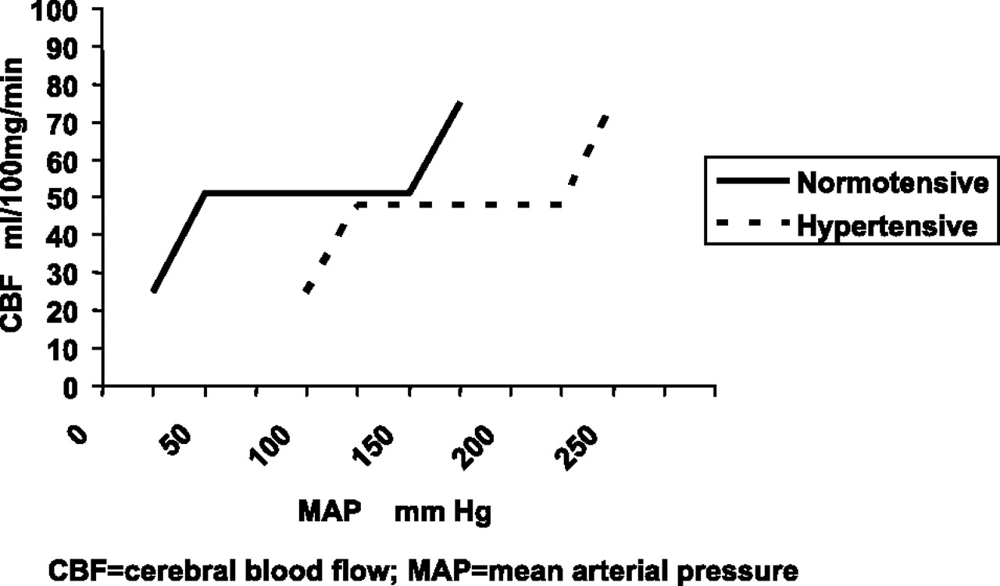 100
90
80
70
60
50
40
30
20
10
0
CBF ml/100mg/min
0 50 100 150 200 250
MAP mm Hg
Normotensive
Hypertensive
CBF=cerebral blood flow; MAP=mean arterial pressure